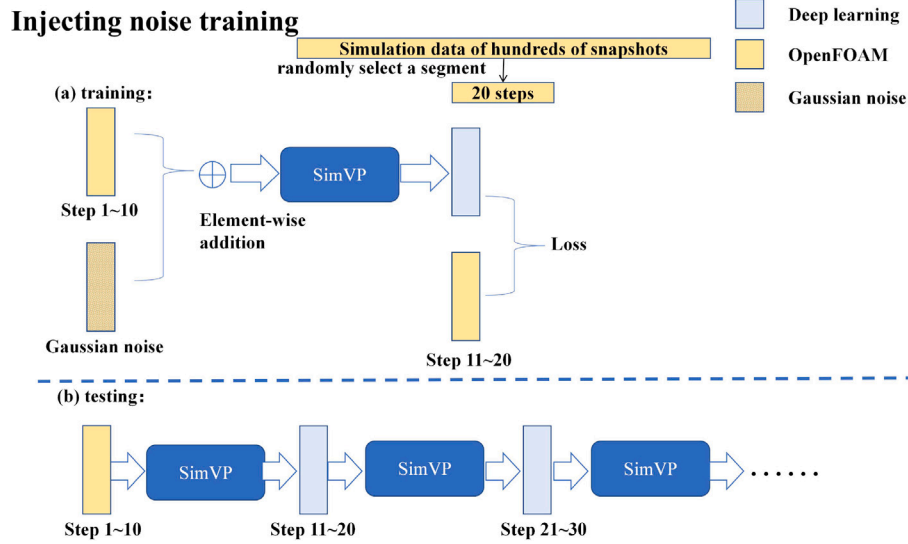 Injecting noise training
Deep learning
OpenFOAM
Gaussian noise
Simulation data of hundreds of snapshots
randomly select a segment
20 steps
(a) training:
Step 1~10
Gaussian noise
Element-wise
addition
SimVP
Loss
Step 11~20
(b) testing:
SimVP
SimVP
SimVP
......
Step 1~10
Step 11~20
Step 21~30